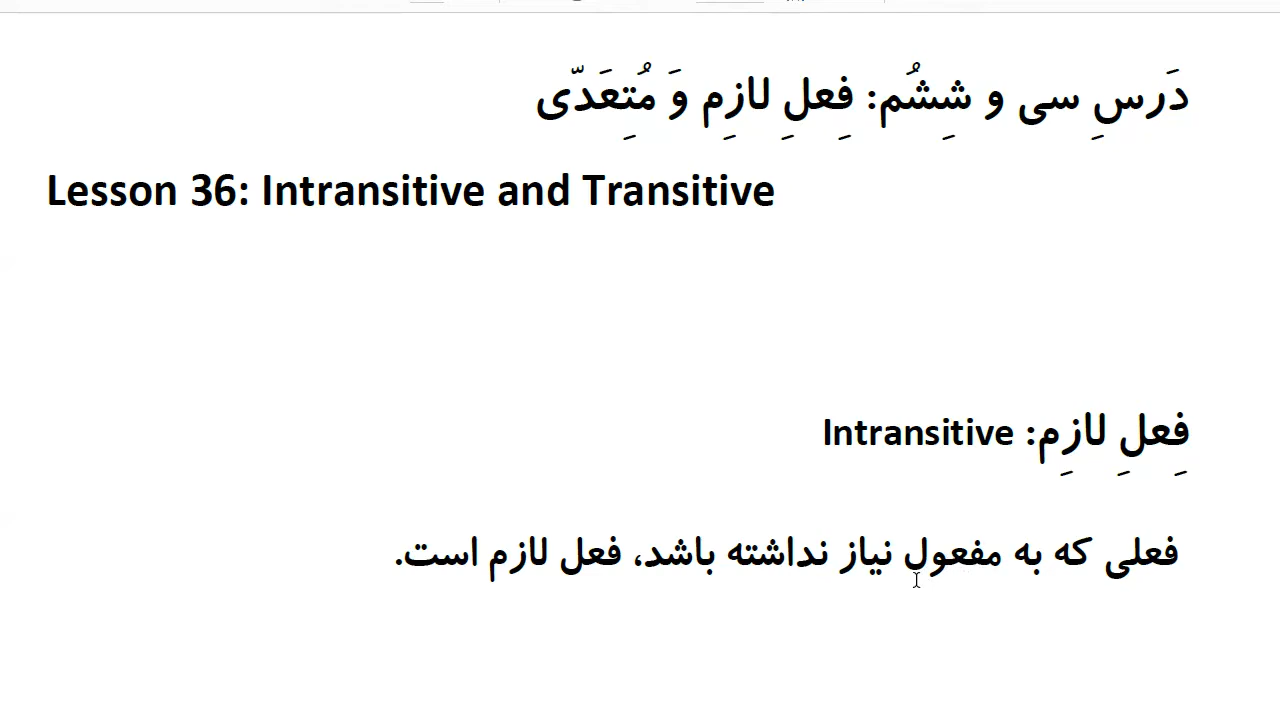 دَرسِ سی و شِشُم: فِعلِ لازِم وَ مُتِعَدّی
Lesson 36: Intransitive and Transitive
فِعلِ لازِم: Intransitive
فعلی که به مفعول نیاز نداشته باشد، فعل لازم است.